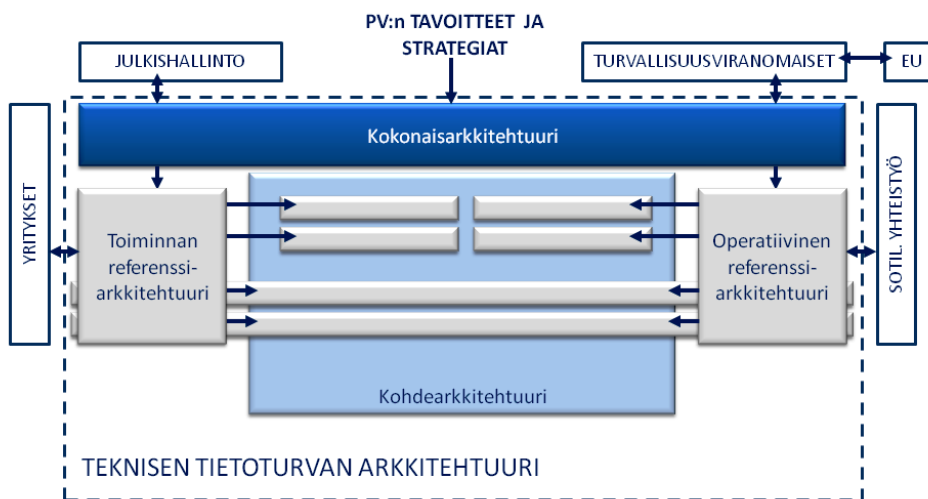 PV:n TAVOITTEET JA
STRATEGIAT
JULKISHALLINTO
TURVALLISUUSVIRANOMAISET
EU
Kokonaisarkkitehtuuri
YRITYKSET
Toiminnan
referenssi-
arkkitehtuuri
Operatiivinen
referenssi-
arkkitehtuuri
SOTIL. YHTEISTYÖ
Kohdearkkitehtuuri
TEKNISEN TIETOTURVAN ARKKITEHTUURI